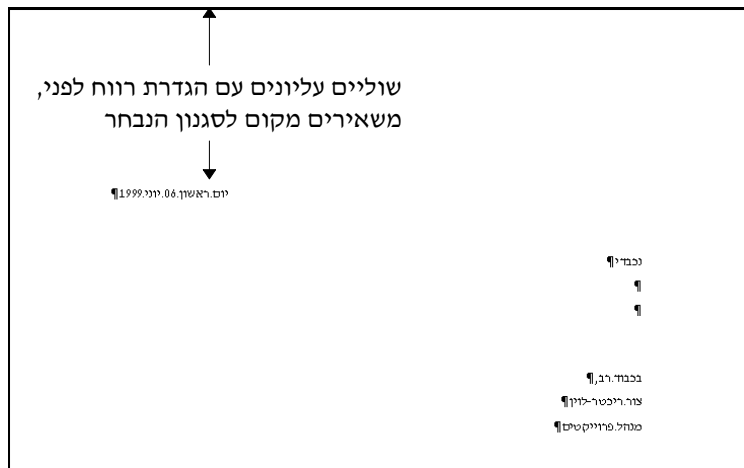 שוליים עליונים עם הגדרת רווח לפני,
משאירים מקום לסגנון הנבחר
יום·ראשון·06·יוני·1999¶
נכבדי¶
¶
¶
בכבוד·רב,¶
צור·ריכטר-לוין¶
מנהל·פרוייקטים¶